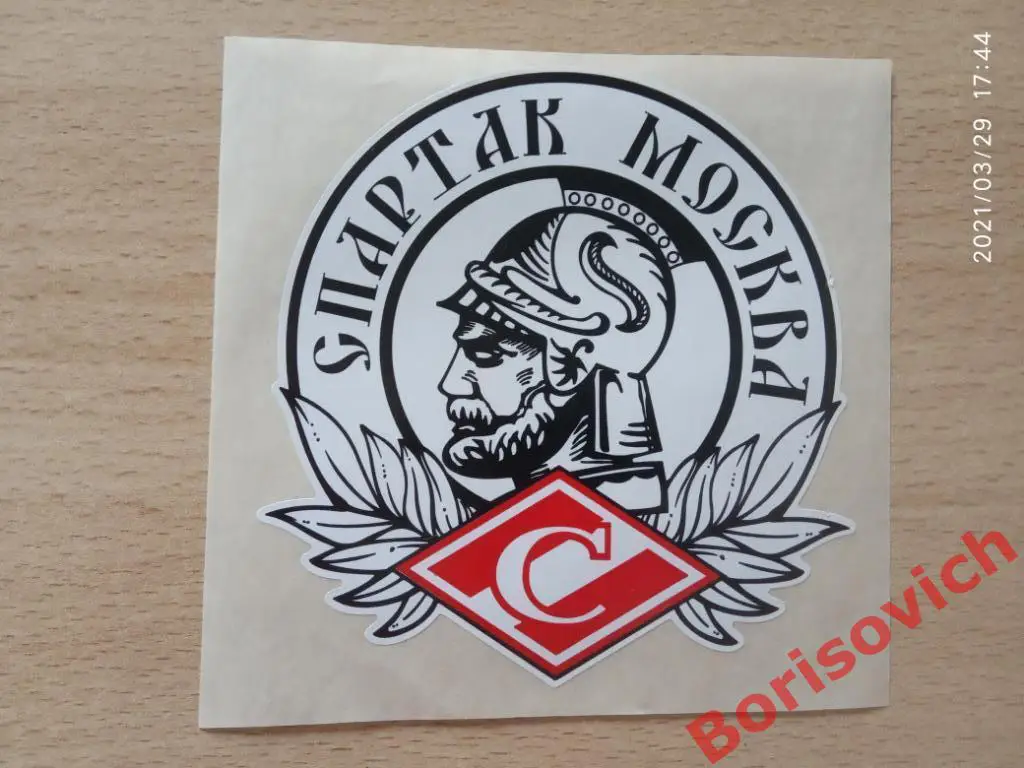 СПАРТАК МОСКВА
С
2021/03/29 17:44
Borisovich